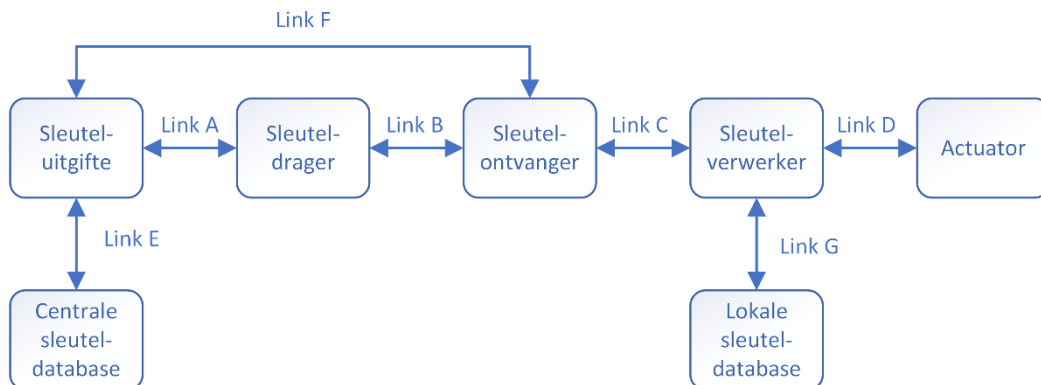 Link F
Sleutel-
uitgifte
Link A
Sleutel-
drager
Link B
Sleutel-
ontvanger
Link C
Sleutel-
verwerker
Link D
Actuator
Link E
Link G
Centrale
sleutel-
database
Lokale
sleutel-
database